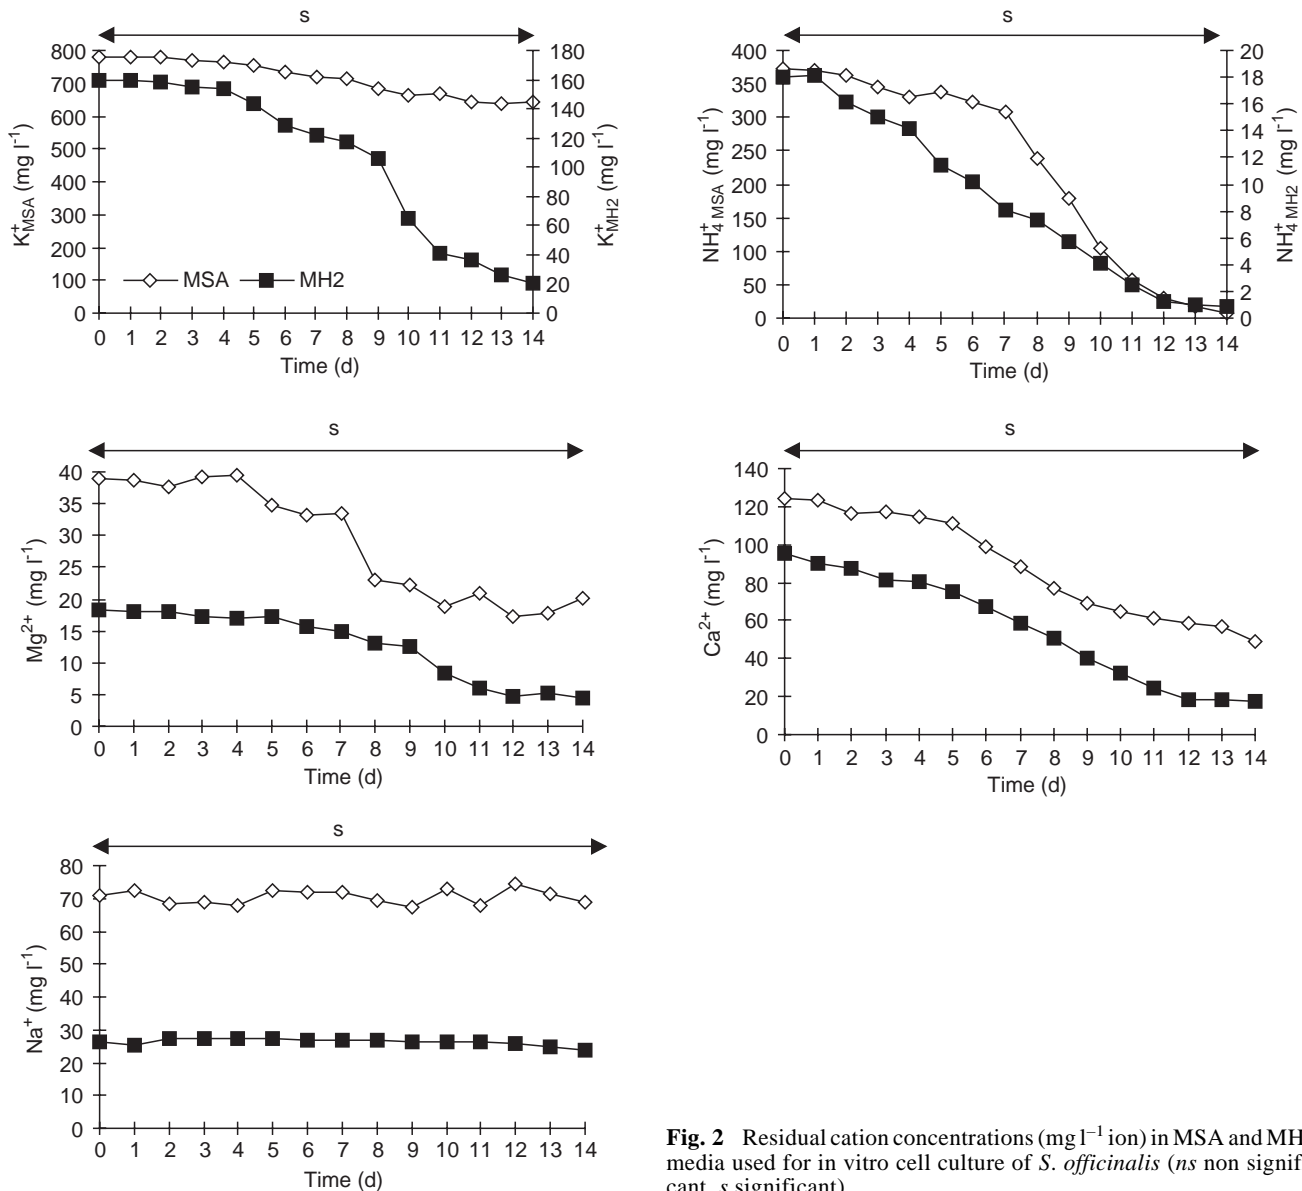 s
800
700
600
500
400
300
200
100
0
180
160
140
120
100
80
60
40
20
0
K⁺MSA (mg l⁻¹)
K⁺MH2 (mg l⁻¹)
MSA MH2
0 1 2 3 4 5 6 7 8 9 10 11 12 13 14
Time (d)
s
400
350
300
250
200
150
100
50
0
20
18
16
14
12
10
8
6
4
2
0
NH₄⁺ MSA (mg l⁻¹)
NH₄⁺ MH2 (mg l⁻¹)
0 1 2 3 4 5 6 7 8 9 10 11 12 13 14
Time (d)
s
40
35
30
25
20
15
10
5
0
Mg²⁺ (mg l⁻¹)
0 1 2 3 4 5 6 7 8 9 10 11 12 13 14
Time (d)
s
140
120
100
80
60
40
20
0
Ca²⁺ (mg l⁻¹)
0 1 2 3 4 5 6 7 8 9 10 11 12 13 14
Time (d)
s
80
70
60
50
40
30
20
10
0
Na⁺ (mg l⁻¹)
0 1 2 3 4 5 6 7 8 9 10 11 12 13 14
Time (d)
Fig. 2 Residual cation concentrations (mg l⁻¹ ion) in MSA and MH
media used for in vitro cell culture of S. officinalis (ns non signif
cant, s significant)